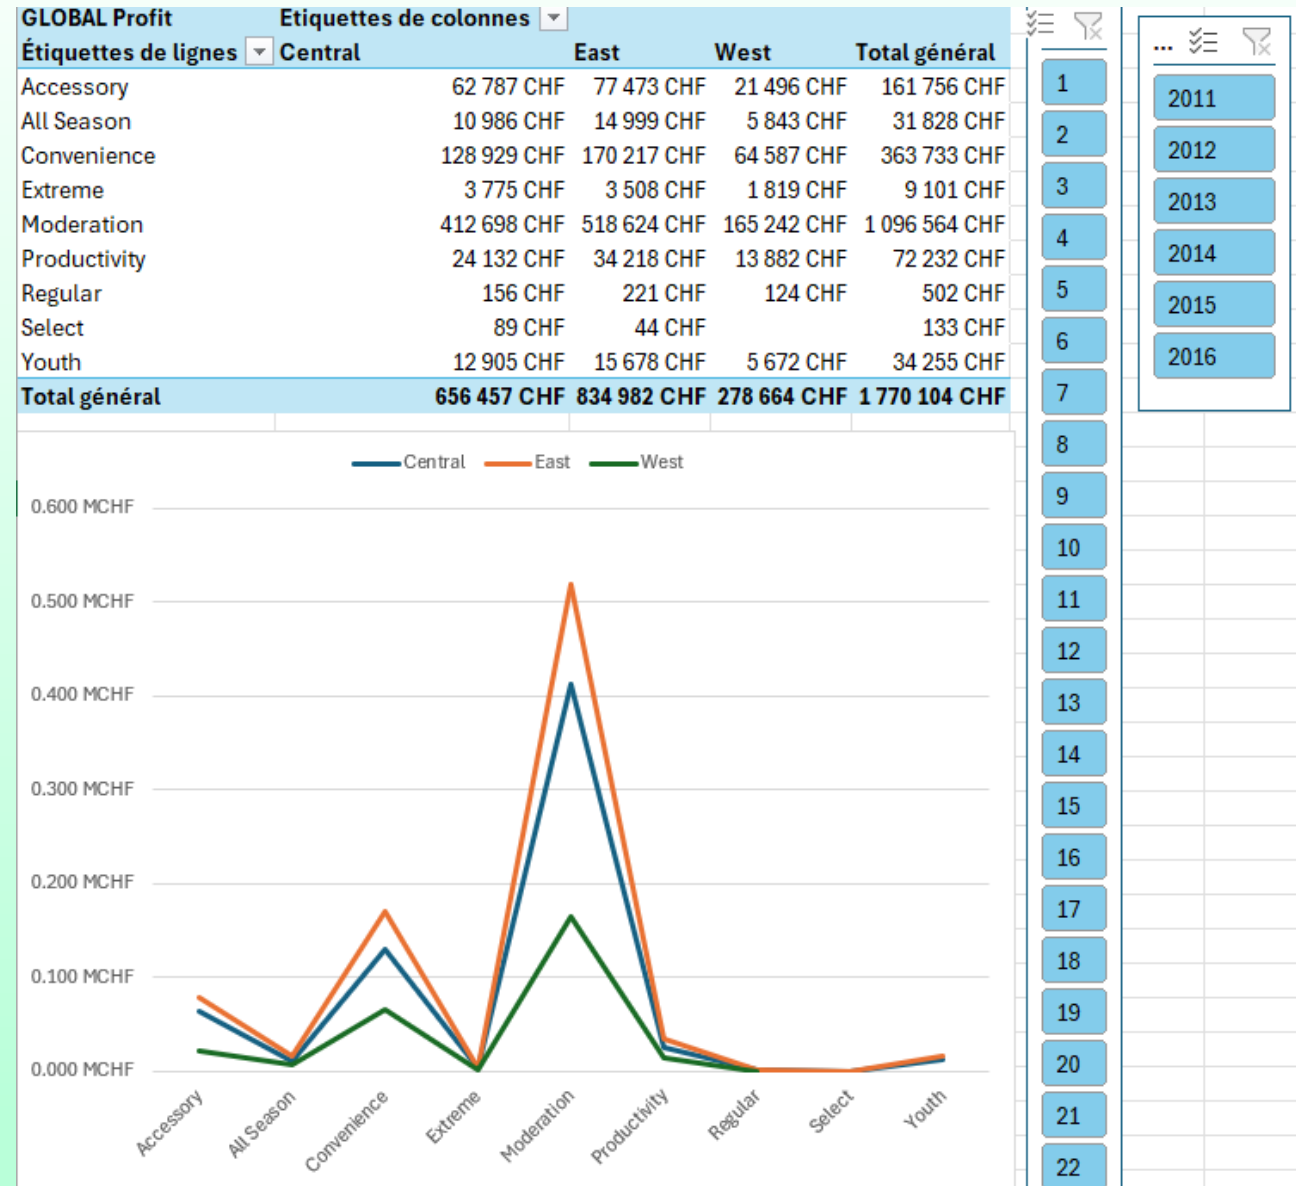 GLOBAL Profit Etiquettes de colonnes
Étiquettes de lignes Central East West Total général
Accessory 62 787 CHF 77 473 CHF 21 496 CHF 161 756 CHF
All Season 10 986 CHF 14 999 CHF 5 843 CHF 31 828 CHF
Convenience 128 929 CHF 170 217 CHF 64 587 CHF 363 733 CHF
Extreme 3 775 CHF 3 508 CHF 1 819 CHF 9 101 CHF
Moderation 412 698 CHF 518 624 CHF 165 242 CHF 1 096 564 CHF
Productivity 24 132 CHF 34 218 CHF 13 882 CHF 72 232 CHF
Regular 156 CHF 221 CHF 124 CHF 502 CHF
Select 89 CHF 44 CHF 133 CHF
Youth 12 905 CHF 15 678 CHF 5 672 CHF 34 255 CHF
Total général 656 457 CHF 834 982 CHF 278 664 CHF 1 770 104 CHF
Central East West
0.600 MCHF
0.500 MCHF
0.400 MCHF
0.300 MCHF
0.200 MCHF
0.100 MCHF
0.000 MCHF
Accessory
All Season
Convenience
Extreme
Moderation
Productivity
Regular
Select
Youth
1
2
3
4
5
6
7
8
9
10
11
12
13
14
15
16
17
18
19
20
21
22
...
2011
2012
2013
2014
2015
2016